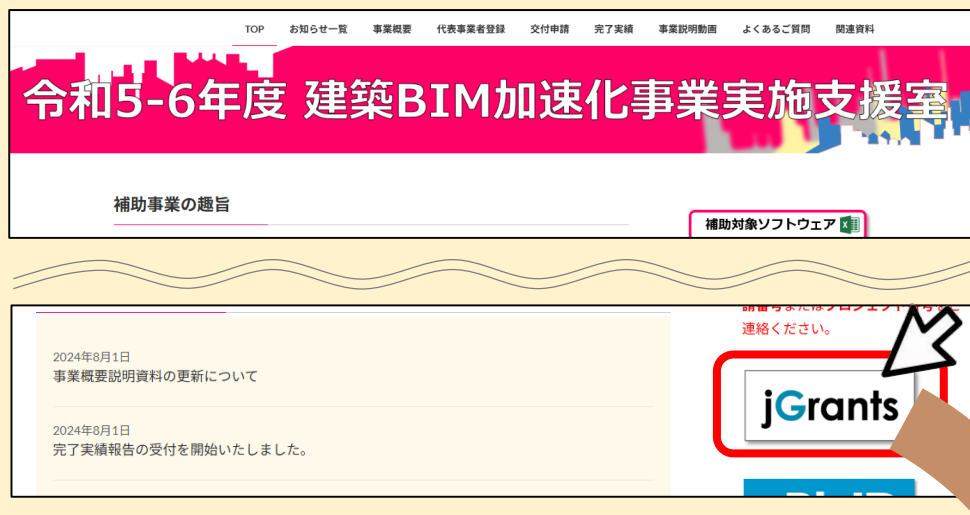 TOP お知らせ一覧 事業概要 代表事業者登録 交付申請 完了実績 事業説明動画 よくあるご質問 関連資料
令和5-6年度 建築BIM加速化事業実施支援室
補助事業の趣旨
補助対象ソフトウェア
連絡ください。
2024年8月1日
事業概要説明資料の更新について
2024年8月1日
完了実績報告の受付を開始いたしました。
jGrants